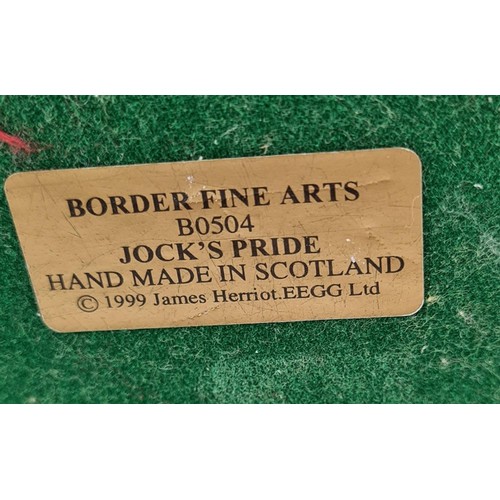 BORDER FINE ARTS
B0504
JOCK'S PRIDE
HAND MADE IN SCOTLAND
© 1999 James Herriot.EEGG Ltd